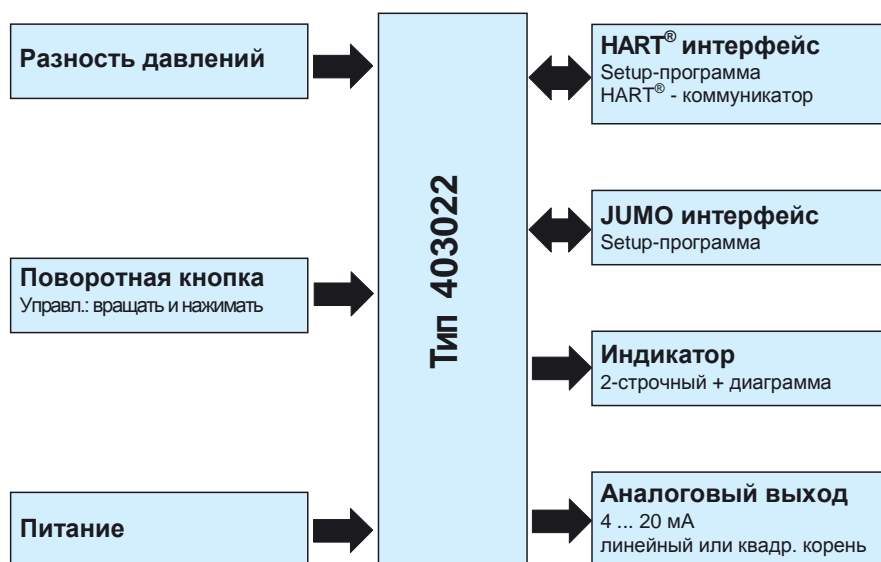 Разность давлений
Поворотная кнопка
Управл.: вращать и нажимать
Питание
Тип 403022
HART® интерфейс
Setup-программа
HART® - коммуникатор
JUMO интерфейс
Setup-программа
Индикатор
2-строчный + диаграмма
Аналоговый выход
4 ... 20 мА
линейный или квадр. корень